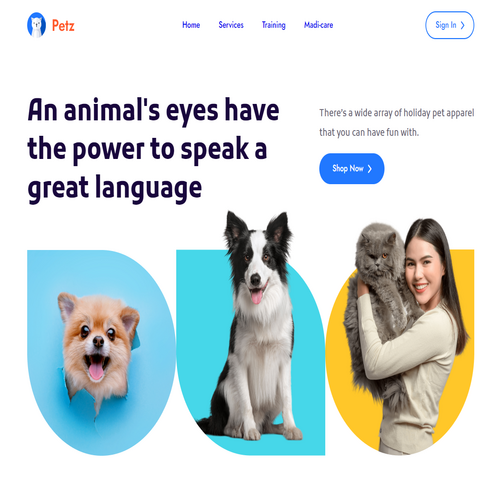 Petz
Home
Services
Training
Madi-care
Sign In
An animal's eyes have
the power to speak a
great language
There's a wide array of holiday pet apparel
that you can have fun with.
Shop Now